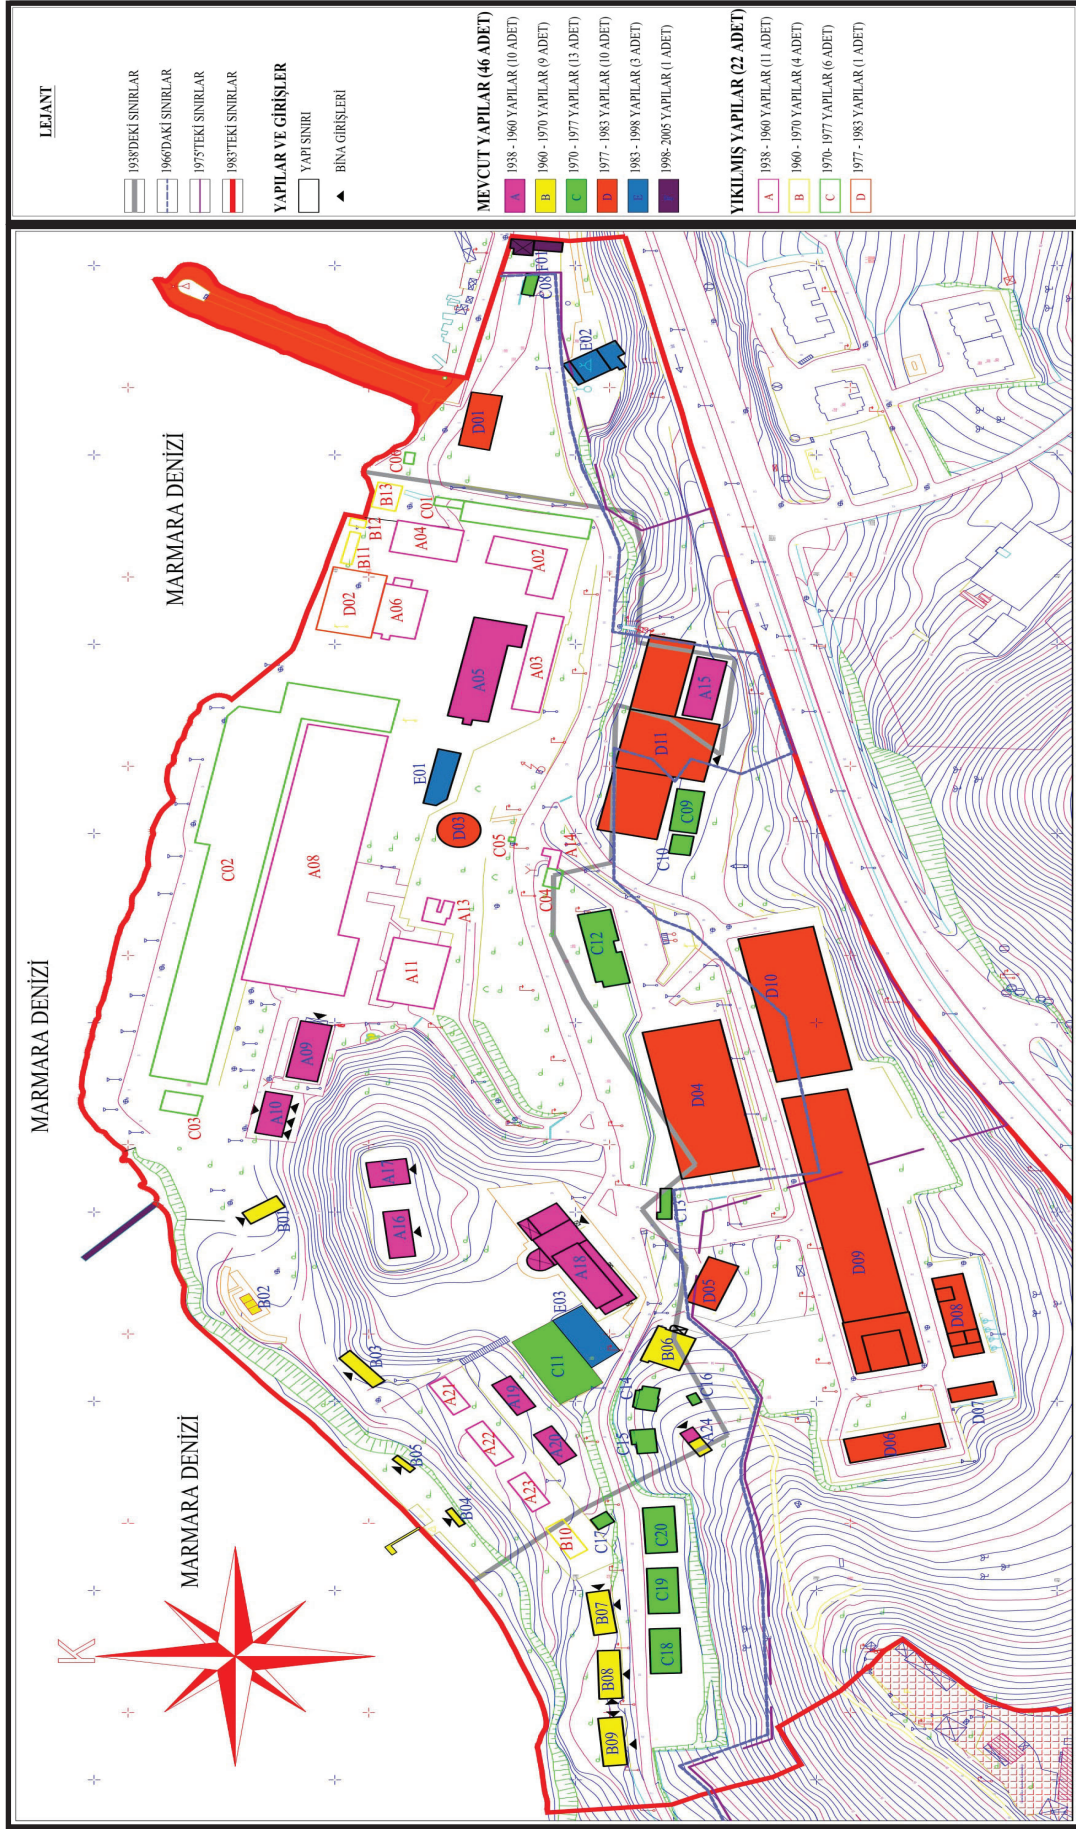 LEJANT
1938'DEKİ SINIRLAR
1966'DAKİ SINIRLAR
1975'TEKİ SINIRLAR
1983'TEKİ SINIRLAR
YAPILAR VE GİRİŞLER
YAPI SINIRI
BİNA GİRİŞLERİ
MEVCUT YAPILAR (46 ADET)
A 1938 - 1960 YAPILAR (10 ADET)
B 1960 - 1970 YAPILAR (9 ADET)
C 1970 - 1977 YAPILAR (13 ADET)
D 1977 - 1983 YAPILAR (10 ADET)
E 1983 - 1998 YAPILAR (3 ADET)
1998- 2005 YAPILAR (1 ADET)
YIKILMIŞ YAPILAR (22 ADET)
A 1938 - 1960 YAPILAR (11 ADET)
B 1960 - 1970 YAPILAR (4 ADET)
C 1970- 1977 YAPILAR (6 ADET)
D 1977 - 1983 YAPILAR (1 ADET)
MARMARA DENİZİ
MARMARA DENİZİ
MARMARA DENİZİ
K
C03
C02
A08
A10
A09
A11
A13
D03
E01
A05
A03
A02
A06
D02
B11
B12
A04
B13
C01
C06
D01
C08
F01
E02
C05
A14
C04
C12
C10
C09
D11
A15
D10
D04
D09
D08
D07
D06
D05
C13
B01
B02
B03
B05
B04
A17
A16
A18
E03
C11
A21
A19
A22
A20
A23
B10
C17
B06
C14
C15
C16
A24
C20
C19
C18
B07
B08
B09